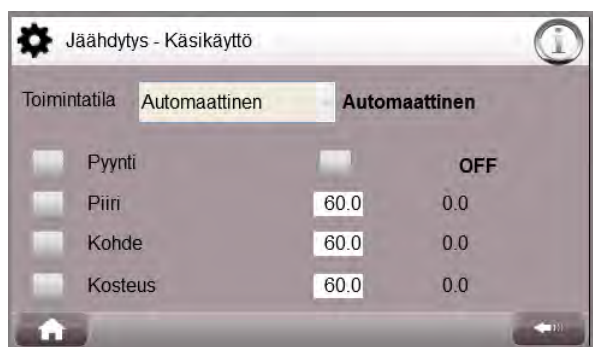 Jäähdytys - Käsikäyttö
Toimintatila Automaattinen Automaattinen
Pyynti OFF
Piiri 60.0 0.0
Kohde 60.0 0.0
Kosteus 60.0 0.0